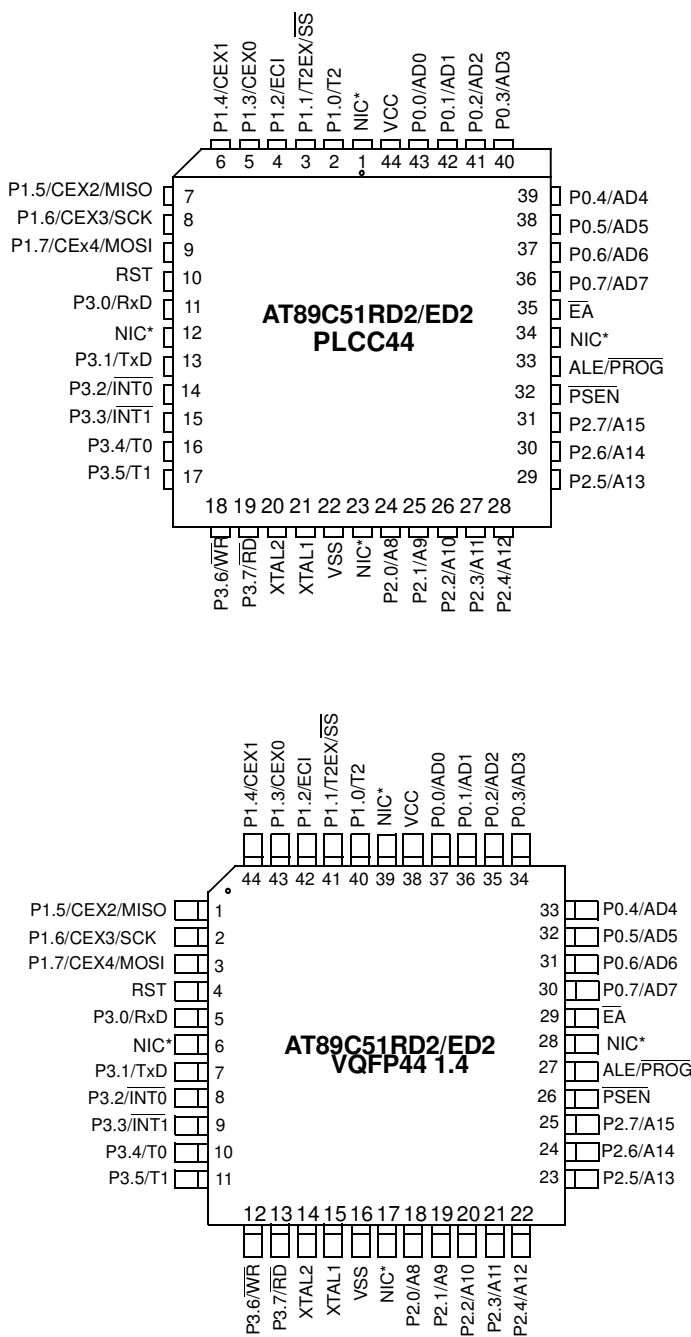 P1.4/CEX1
P1.3/CEX0
P1.2/ECI
P1.1/T2EX/S̅S̅
P1.0/T2
NIC*
VCC
P0.0/AD0
P0.1/AD1
P0.2/AD2
P0.3/AD3
6 5 4 3 2 1 44 43 42 41 40
P1.5/CEX2/MISO 7
P1.6/CEX3/SCK 8
P1.7/CEx4/MOSI 9
RST 10
P3.0/RxD 11
NIC* 12
P3.1/TxD 13
P3.2/I̅N̅T̅0̅ 14
P3.3/I̅N̅T̅1̅ 15
P3.4/T0 16
P3.5/T1 17
AT89C51RD2/ED2
PLCC44
39 P0.4/AD4
38 P0.5/AD5
37 P0.6/AD6
36 P0.7/AD7
35 E̅A̅
34 NIC*
33 ALE/P̅R̅O̅G̅
32 P̅S̅E̅N̅
31 P2.7/A15
30 P2.6/A14
29 P2.5/A13
18 19 20 21 22 23 24 25 26 27 28
P3.6/W̅R̅
P3.7/R̅D̅
XTAL2
XTAL1
VSS
NIC*
P2.0/A8
P2.1/A9
P2.2/A10
P2.3/A11
P2.4/A12
P1.4/CEX1
P1.3/CEX0
P1.2/ECI
P1.1/T2EX/S̅S̅
P1.0/T2
NIC*
VCC
P0.0/AD0
P0.1/AD1
P0.2/AD2
P0.3/AD3
44 43 42 41 40 39 38 37 36 35 34
P1.5/CEX2/MISO 1
P1.6/CEX3/SCK 2
P1.7/CEX4/MOSI 3
RST 4
P3.0/RxD 5
NIC* 6
P3.1/TxD 7
P3.2/I̅N̅T̅0̅ 8
P3.3/I̅N̅T̅1̅ 9
P3.4/T0 10
P3.5/T1 11
AT89C51RD2/ED2
VQFP44 1.4
33 P0.4/AD4
32 P0.5/AD5
31 P0.6/AD6
30 P0.7/AD7
29 E̅A̅
28 NIC*
27 ALE/P̅R̅O̅G̅
26 P̅S̅E̅N̅
25 P2.7/A15
24 P2.6/A14
23 P2.5/A13
12 13 14 15 16 17 18 19 20 21 22
P3.6/W̅R̅
P3.7/R̅D̅
XTAL2
XTAL1
VSS
NIC*
P2.0/A8
P2.1/A9
P2.2/A10
P2.3/A11
P2.4/A12